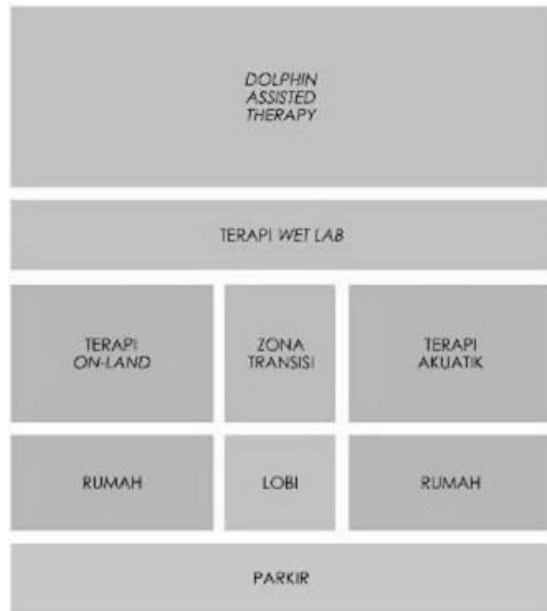 DOLPHIN
ASSISTED
THERAPY
TERAPI WET LAB
TERAPI
ON-LAND
ZONA
TRANSISI
TERAPI
AKUATIK
RUMAH
LOBI
RUMAH
PARKIR